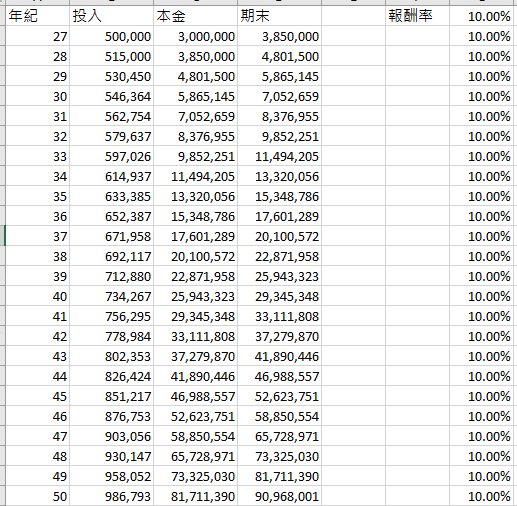 年紀 投入 本金 期末 報酬率 10.00%
27 500,000 3,000,000 3,850,000 10.00%
28 515,000 3,850,000 4,801,500 10.00%
29 530,450 4,801,500 5,865,145 10.00%
30 546,364 5,865,145 7,052,659 10.00%
31 562,754 7,052,659 8,376,955 10.00%
32 579,637 8,376,955 9,852,251 10.00%
33 597,026 9,852,251 11,494,205 10.00%
34 614,937 11,494,205 13,320,056 10.00%
35 633,385 13,320,056 15,348,786 10.00%
36 652,387 15,348,786 17,601,289 10.00%
37 671,958 17,601,289 20,100,572 10.00%
38 692,117 20,100,572 22,871,958 10.00%
39 712,880 22,871,958 25,943,323 10.00%
40 734,267 25,943,323 29,345,348 10.00%
41 756,295 29,345,348 33,111,808 10.00%
42 778,984 33,111,808 37,279,870 10.00%
43 802,353 37,279,870 41,890,446 10.00%
44 826,424 41,890,446 46,988,557 10.00%
45 851,217 46,988,557 52,623,751 10.00%
46 876,753 52,623,751 58,850,554 10.00%
47 903,056 58,850,554 65,728,971 10.00%
48 930,147 65,728,971 73,325,030 10.00%
49 958,052 73,325,030 81,711,390 10.00%
50 986,793 81,711,390 90,968,001 10.00%